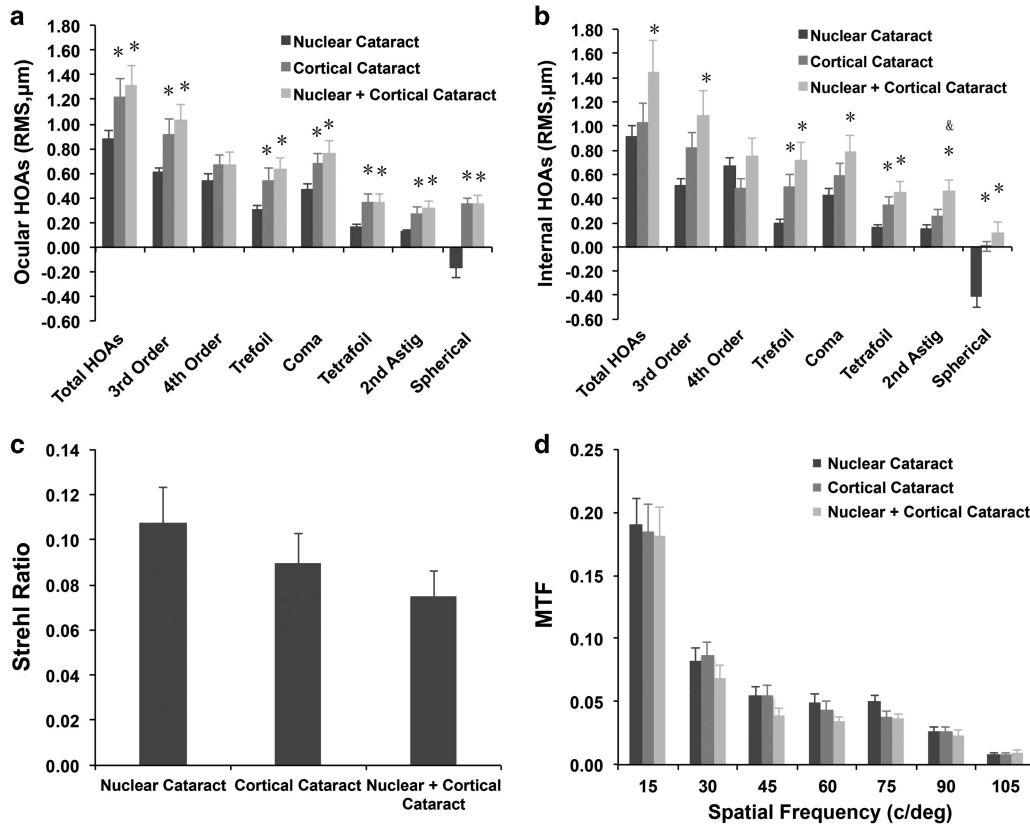 a
1.80
1.60
1.40
1.20
1.00
0.80
0.60
0.40
0.20
0.00
-0.20
-0.40
-0.60
Ocular HOAs (RMS,µm)
Nuclear Cataract
Cortical Cataract
Nuclear + Cortical Cataract
* *
* *
* *
* *
* *
* *
* *
Total HOAs
3rd Order
4th Order
Trefoil
Coma
Tetrafoil
2nd Astig
Spherical
b
1.80
1.60
1.40
1.20
1.00
0.80
0.60
0.40
0.20
0.00
-0.20
-0.40
-0.60
Internal HOAs (RMS,µm)
Nuclear Cataract
Cortical Cataract
Nuclear + Cortical Cataract
*
*
* *
*
* *
&
*
* *
Total HOAs
3rd Order
4th Order
Trefoil
Coma
Tetrafoil
2nd Astig
Spherical
c
0.14
0.12
0.10
0.08
0.06
0.04
0.02
0.00
Strehl Ratio
Nuclear Cataract
Cortical Cataract
Nuclear + Cortical
Cataract
d
0.25
0.20
0.15
0.10
0.05
0.00
MTF
Nuclear Cataract
Cortical Cataract
Nuclear + Cortical Cataract
15 30 45 60 75 90 105
Spatial Frequency (c/deg)